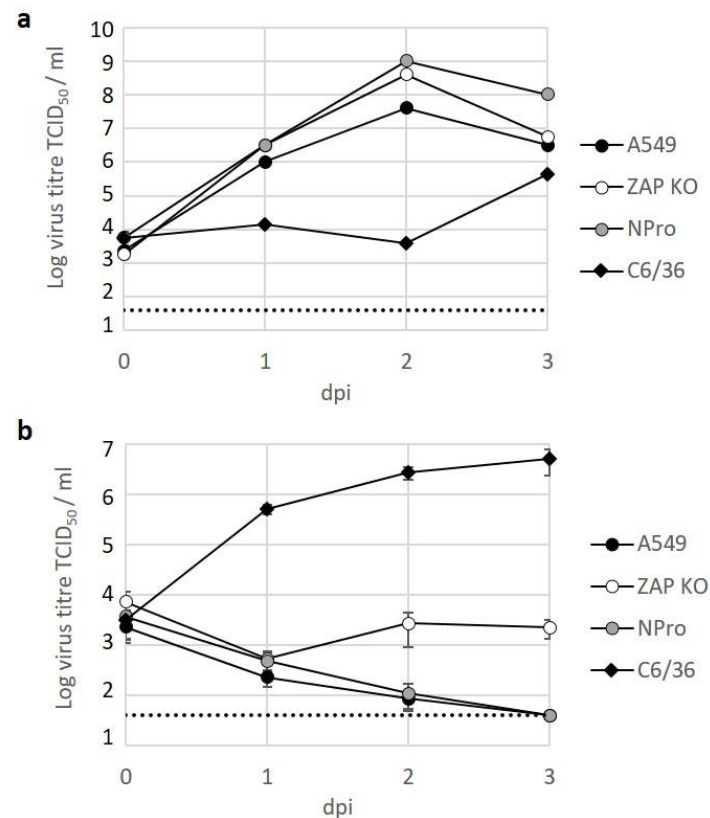 a
Log virus titre TCID50 / ml
10
9
8
7
6
5
4
3
2
1
0 1 2 3
dpi
A549
ZAP KO
NPro
C6/36
b
Log virus titre TCID50 / ml
7
6
5
4
3
2
1
0 1 2 3
dpi
A549
ZAP KO
NPro
C6/36